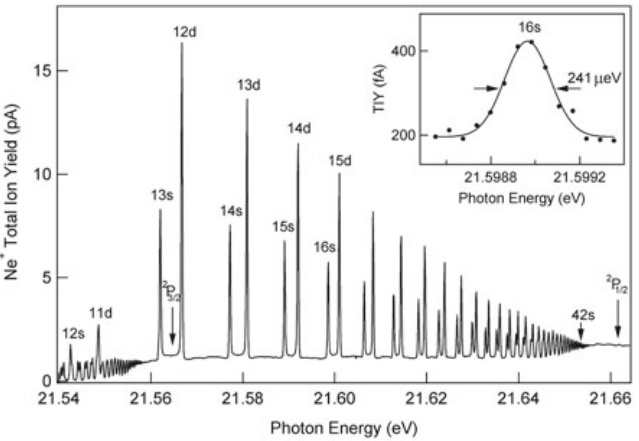 Ne⁺ Total Ion Yield (pA)
15
10
5
0
12s
11d
13s
²P₃/₂
12d
14s
13d
15s
14d
16s
15d
42s
²P₁/₂
21.54
21.56
21.58
21.60
21.62
21.64
21.66
Photon Energy (eV)
TIY (fA)
400
200
16s
241 μeV
21.5988
21.5992
Photon Energy (eV)